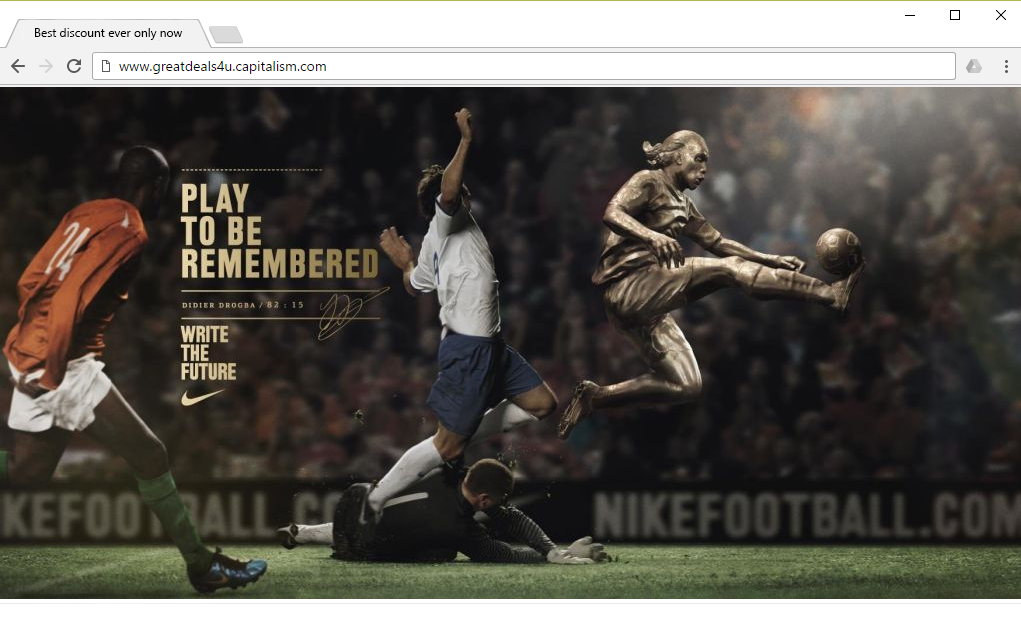 Best discount ever only now
www.greatdeals4u.capitalism.com
24
PLAY
TO BE
REMEMBERED
DIDIER DROGBA / 82 : 15
WRITE
THE
FUTURE
KEFOOTBALL.CO NIKEFOOTBALL.COM